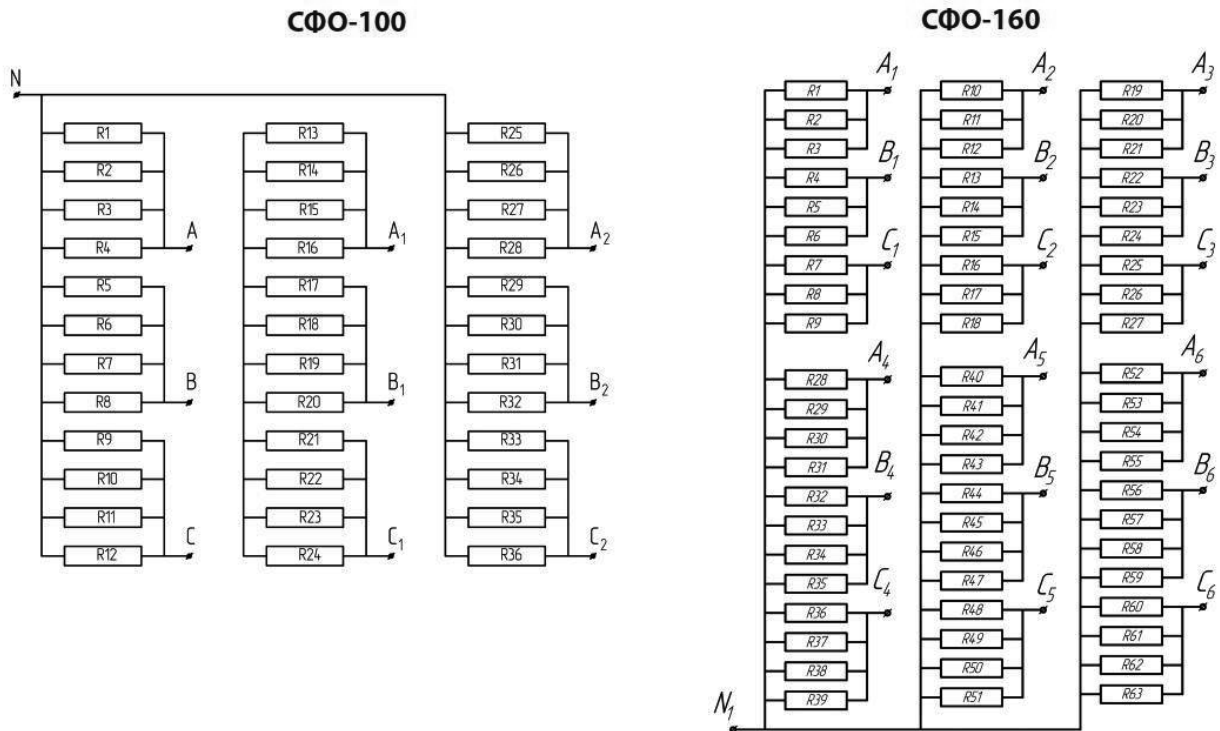 СФО-100
N
R1
R2
R3
R4
A
R5
R6
R7
R8
B
R9
R10
R11
R12
C
R13
R14
R15
R16
A₁
R17
R18
R19
R20
B₁
R21
R22
R23
R24
C₁
R25
R26
R27
R28
A₂
R29
R30
R31
R32
B₂
R33
R34
R35
R36
C₂
СФО-160
A₁
R1
R2
R3
B₁
R4
R5
R6
C₁
R7
R8
R9
A₂
R10
R11
R12
B₂
R13
R14
R15
C₂
R16
R17
R18
A₃
R19
R20
R21
B₃
R22
R23
R24
C₃
R25
R26
R27
A₄
R28
R29
R30
R31
B₄
R32
R33
R34
R35
C₄
R36
R37
R38
R39
A₅
R40
R41
R42
R43
B₅
R44
R45
R46
R47
C₅
R48
R49
R50
R51
A₆
R52
R53
R54
R55
B₆
R56
R57
R58
R59
C₆
R60
R61
R62
R63
N₁